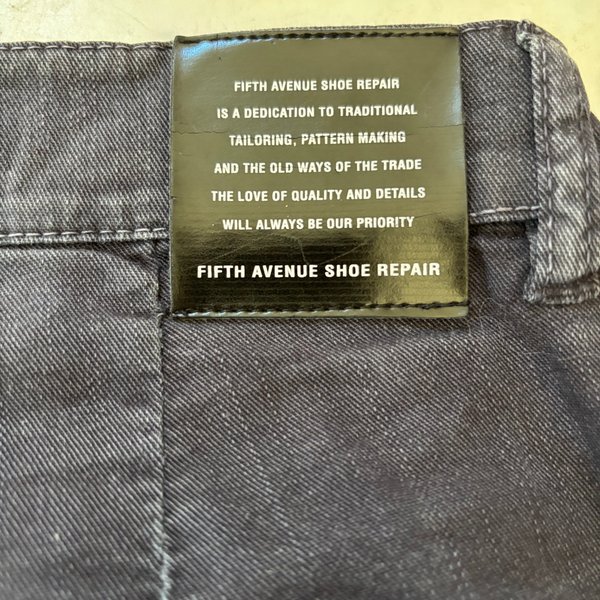 FIFTH AVENUE SHOE REPAIR
IS A DEDICATION TO TRADITIONAL
TAILORING, PATTERN MAKING
AND THE OLD WAYS OF THE TRADE
THE LOVE OF QUALITY AND DETAILS
WILL ALWAYS BE OUR PRIORITY
FIFTH AVENUE SHOE REPAIR